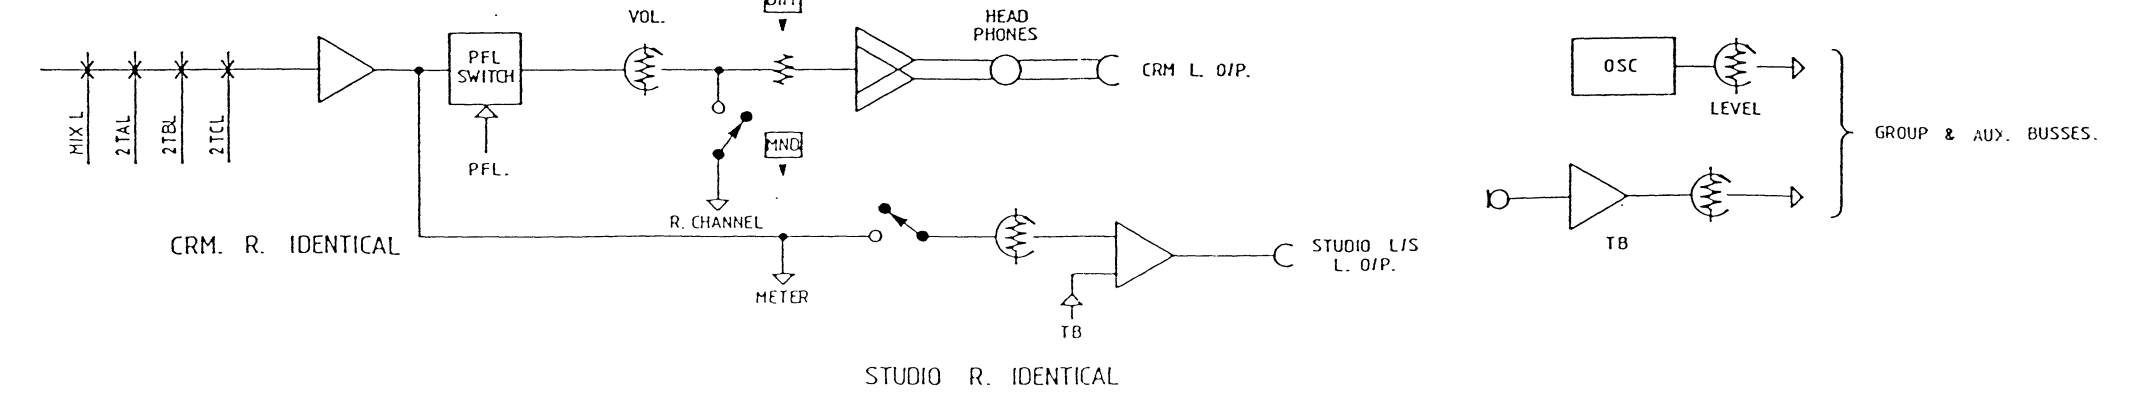 VOL.
HEAD
PHONES
PFL
SWITCH
CRM L. O/P.
OSC
LEVEL
MIX L
2TAL
2TBL
2TCL
PFL.
MNO
GROUP & AUX. BUSSES.
R. CHANNEL
CRM. R. IDENTICAL
TB
STUDIO L/S
L. O/P.
METER
TB
STUDIO R. IDENTICAL